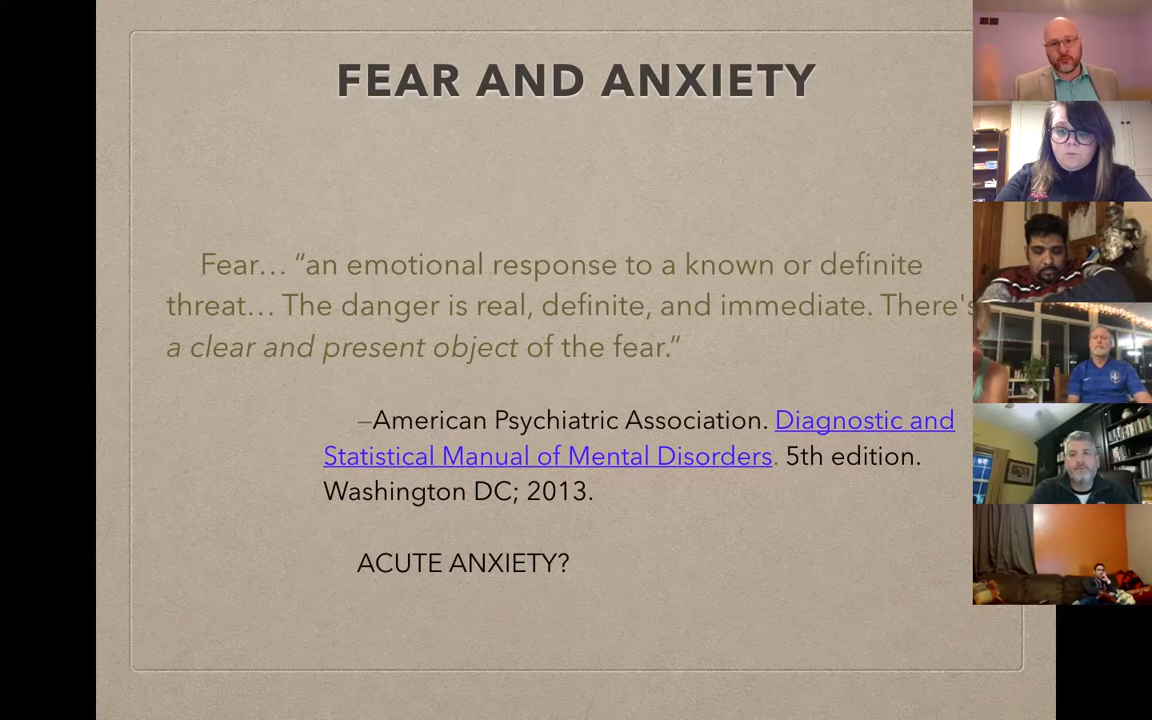 FEAR AND ANXIETY
Fear… “an emotional response to a known or definite
threat… The danger is real, definite, and immediate. There's
a clear and present object of the fear.”
—American Psychiatric Association. Diagnostic and
Statistical Manual of Mental Disorders. 5th edition.
Washington DC; 2013.
ACUTE ANXIETY?